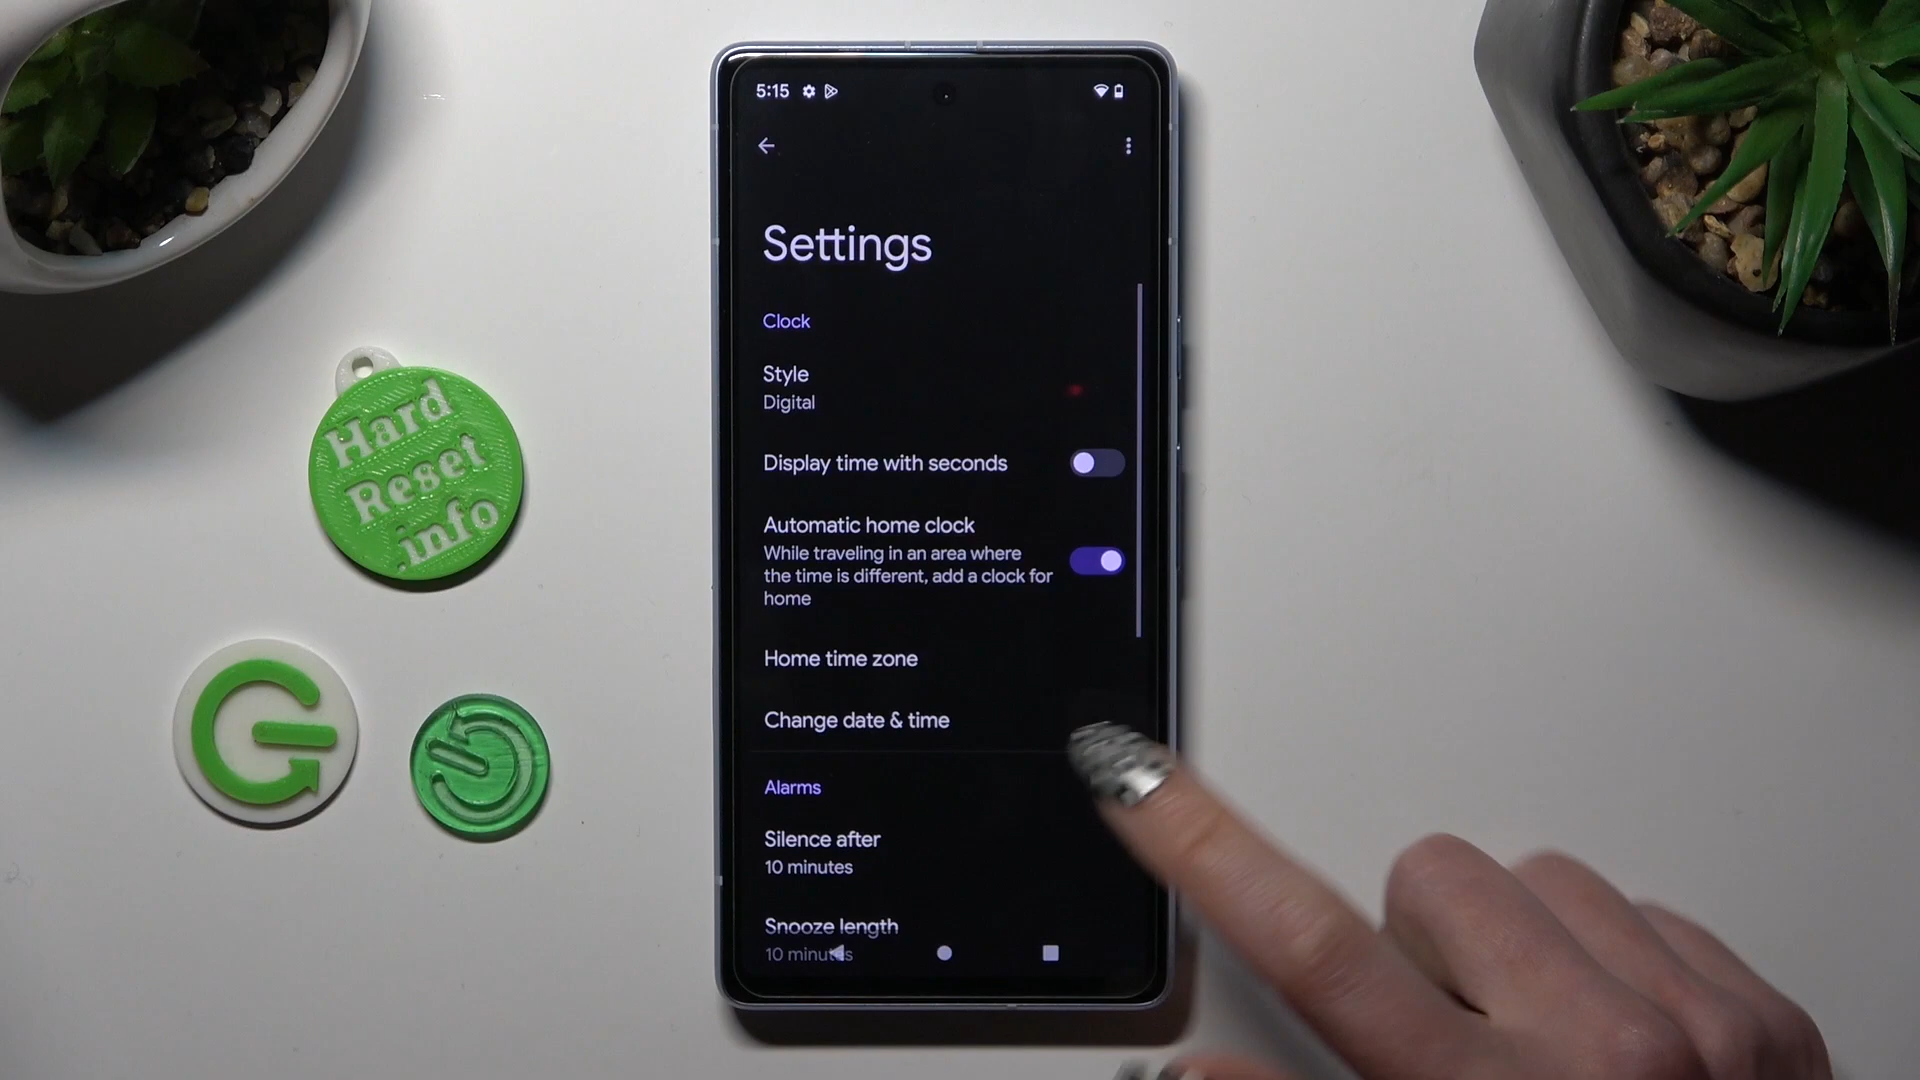 5:15
Settings
Clock
Style
Digital
Display time with seconds
Automatic home clock
While traveling in an area where
the time is different, add a clock for
home
Home time zone
Change date & time
Alarms
Silence after
10 minutes
Snooze length
10 minutes
Hard
Reset
.info